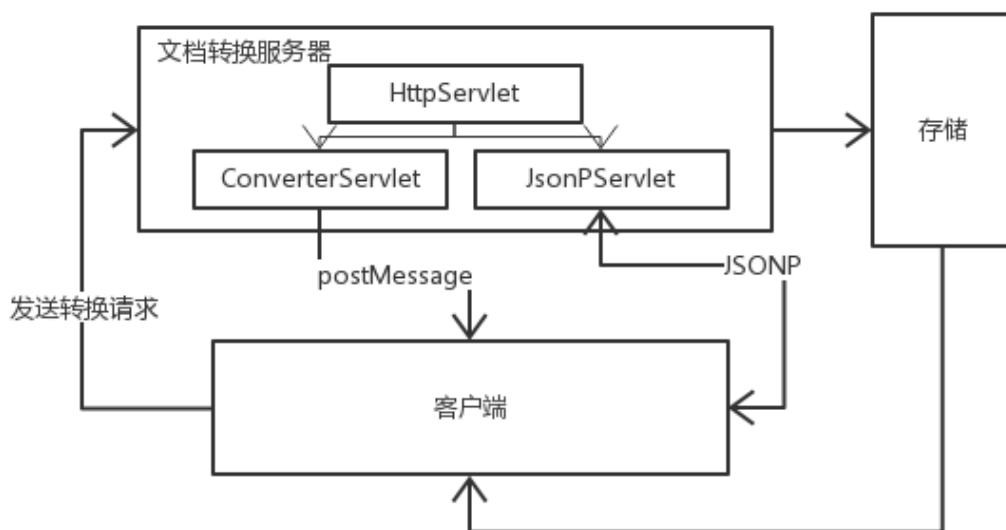 文档转换服务器
HttpServlet
存储
ConverterServlet
JsonPServlet
postMessage
JSONP
发送转换请求
客户端